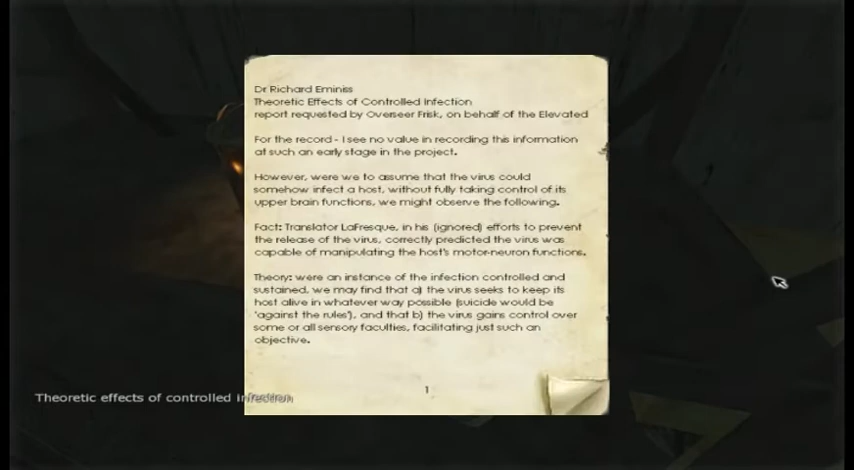 Dr Richard Eminiss
Theoretic Effects of Controlled Infection
report requested by Overseer Frisk, on behalf of the Elevated
For the record - I see no value in recording this information
at such an early stage in the project.
However, were we to assume that the virus could
somehow infect a host, without fully taking control of its
upper brain functions, we might observe the following.
Fact: Translator LaFresque, in his (ignored) efforts to prevent
the release of the virus, correctly predicted the virus was
capable of manipulating the host's motor-neuron functions.
Theory: were an instance of the infection controlled and
sustained, we may find that a) the virus seeks to keep its
host alive in whatever way possible (suicide would be
'against the rules'), and that b) the virus gains control over
some or all sensory faculties, facilitating just such an
objective.
1
Theoretic effects of controlled infection